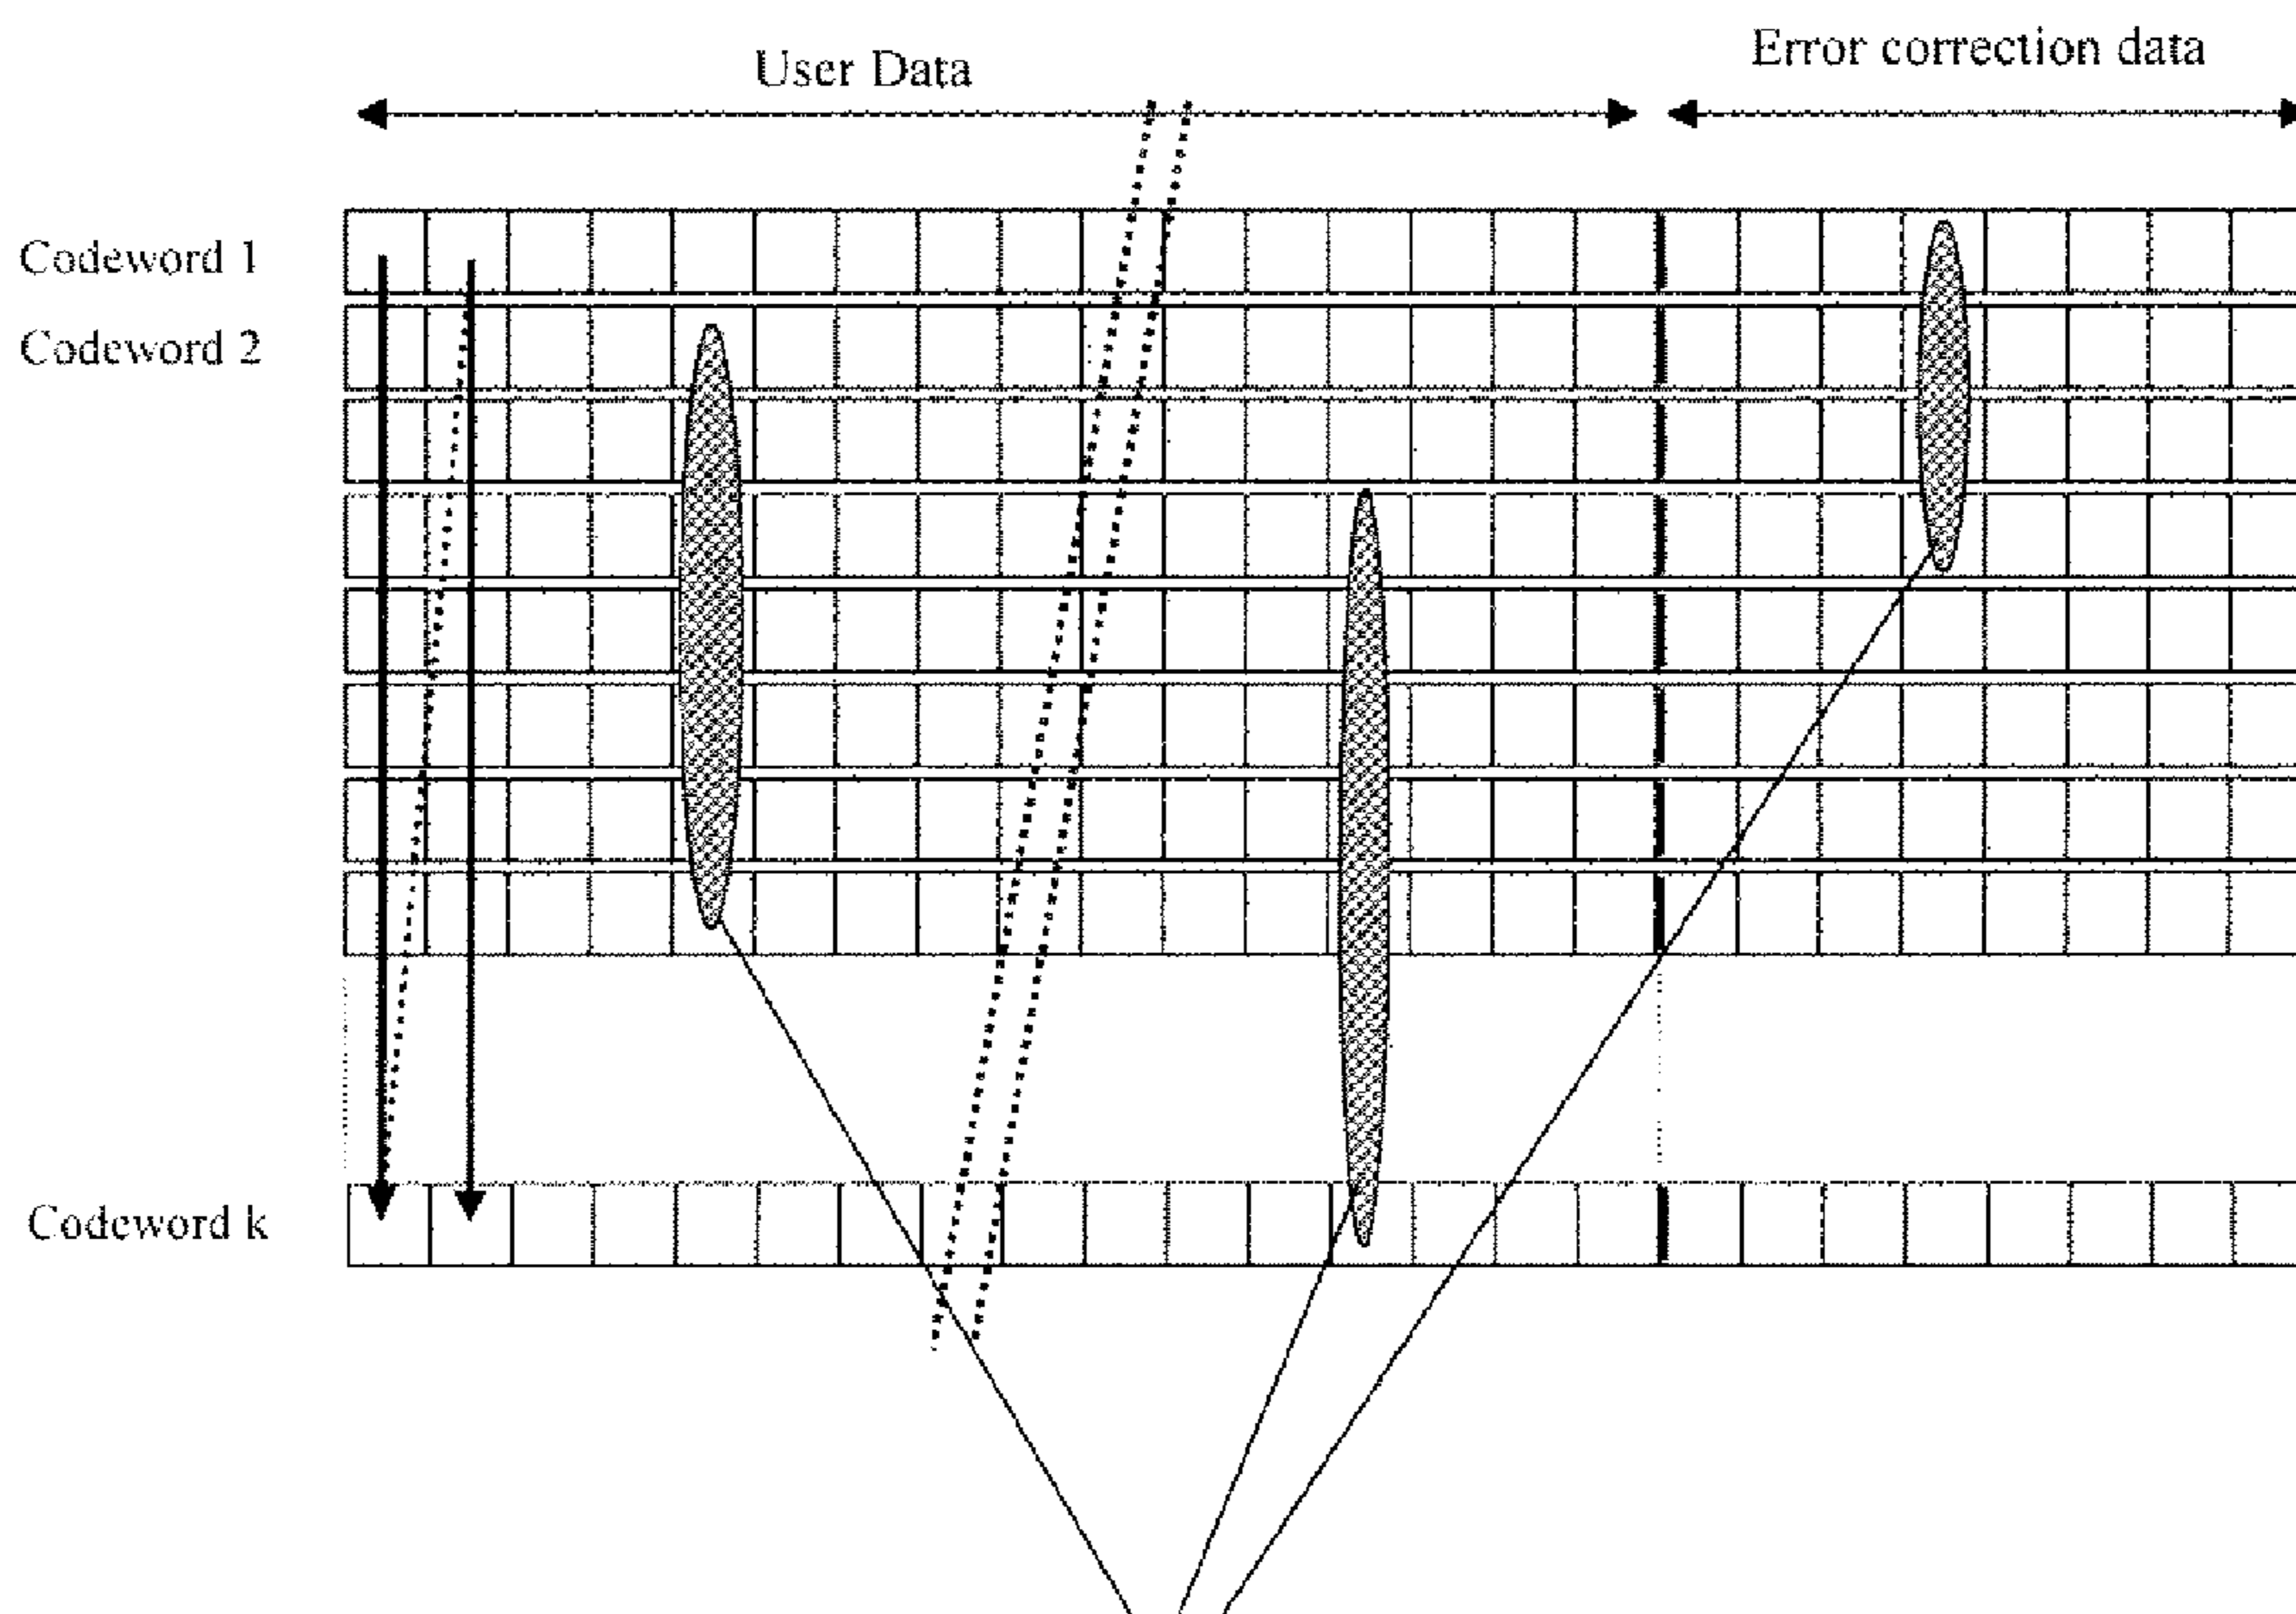 User Data
Error correction data
Codeword 1
Codeword 2
Codeword k